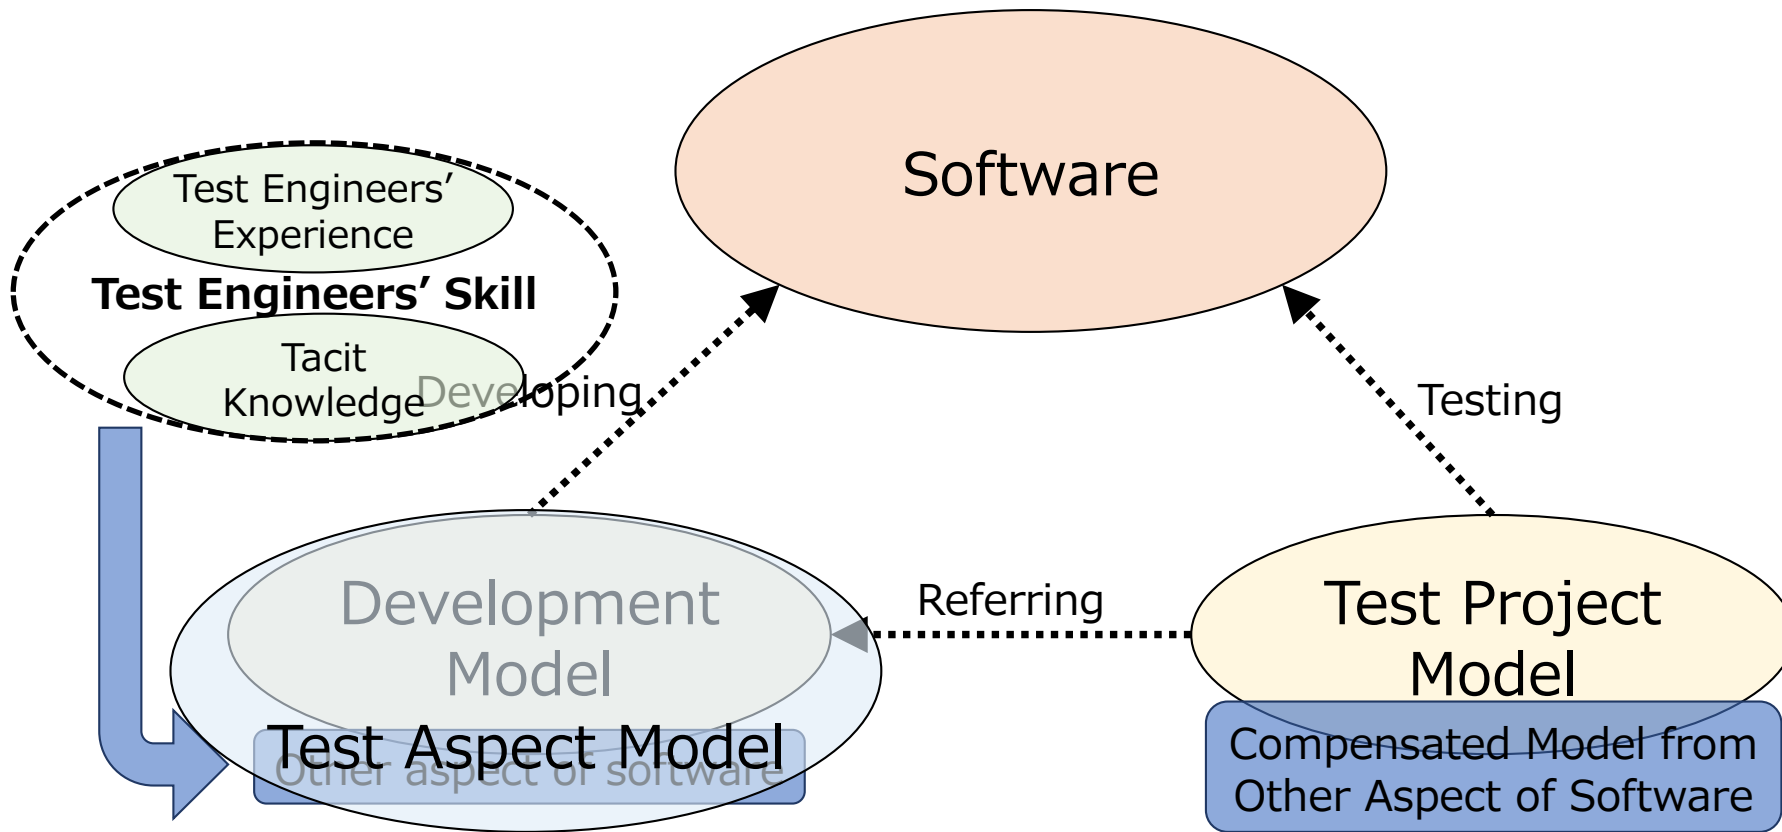 Software
Test Engineers’
Experience
Test Engineers’ Skill
Tacit
Knowledge
Developing
Testing
Development
Model
Referring
Test Project
Model
Test Aspect Model
Other aspect of software
Compensated Model from
Other Aspect of Software